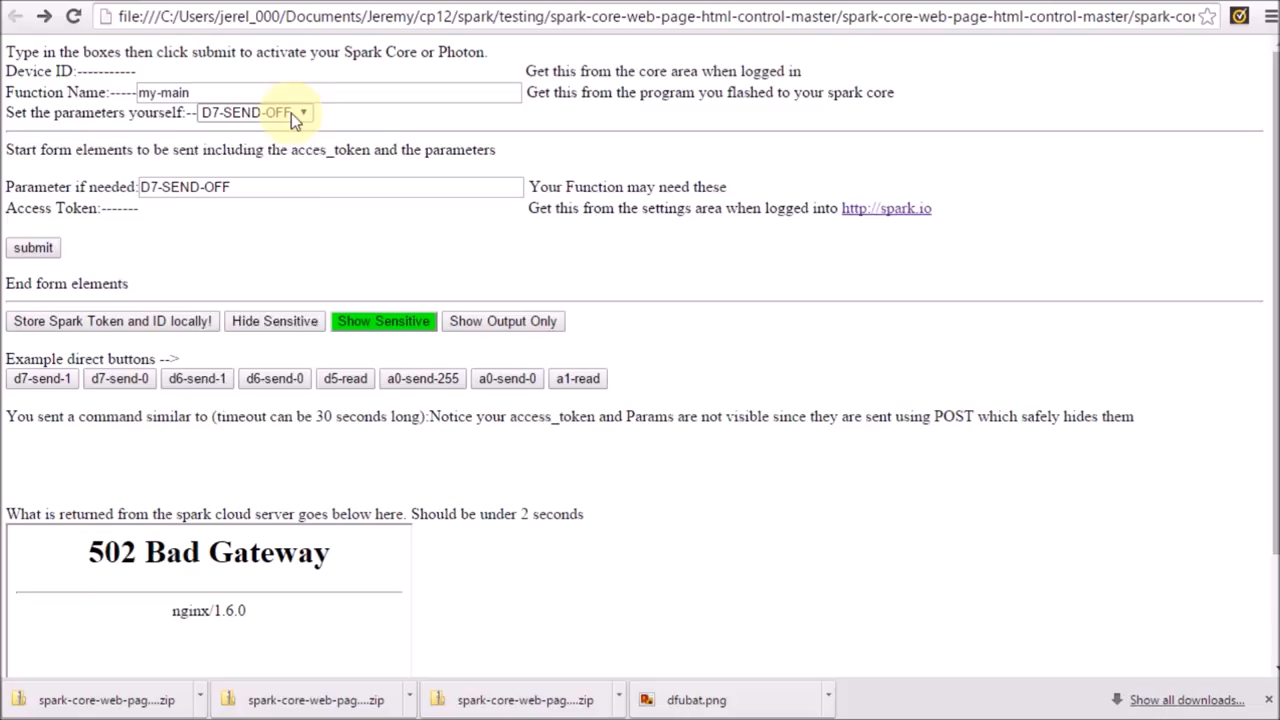 file:///C:/Users/jerel_000/Documents/Jeremy/cp12/spark/testing/spark-core-web-page-html-control-master/spark-core-web-page-html-control-master/spark-coi
Type in the boxes then click submit to activate your Spark Core or Photon.
Device ID:----------- Get this from the core area when logged in
Function Name:-----my-main Get this from the program you flashed to your spark core
Set the parameters yourself:--D7-SEND-OFF
Start form elements to be sent including the acces_token and the parameters
Parameter if needed:D7-SEND-OFF Your Function may need these
Access Token:------- Get this from the settings area when logged into http://spark.io
submit
End form elements
Store Spark Token and ID locally! Hide Sensitive Show Sensitive Show Output Only
Example direct buttons -->
d7-send-1 d7-send-0 d6-send-1 d6-send-0 d5-read a0-send-255 a0-send-0 a1-read
You sent a command similar to (timeout can be 30 seconds long):Notice your access_token and Params are not visible since they are sent using POST which safely hides them
What is returned from the spark cloud server goes below here. Should be under 2 seconds
502 Bad Gateway
nginx/1.6.0
spark-core-web-pag....zip spark-core-web-pag....zip spark-core-web-pag....zip dfubat.png Show all downloads...